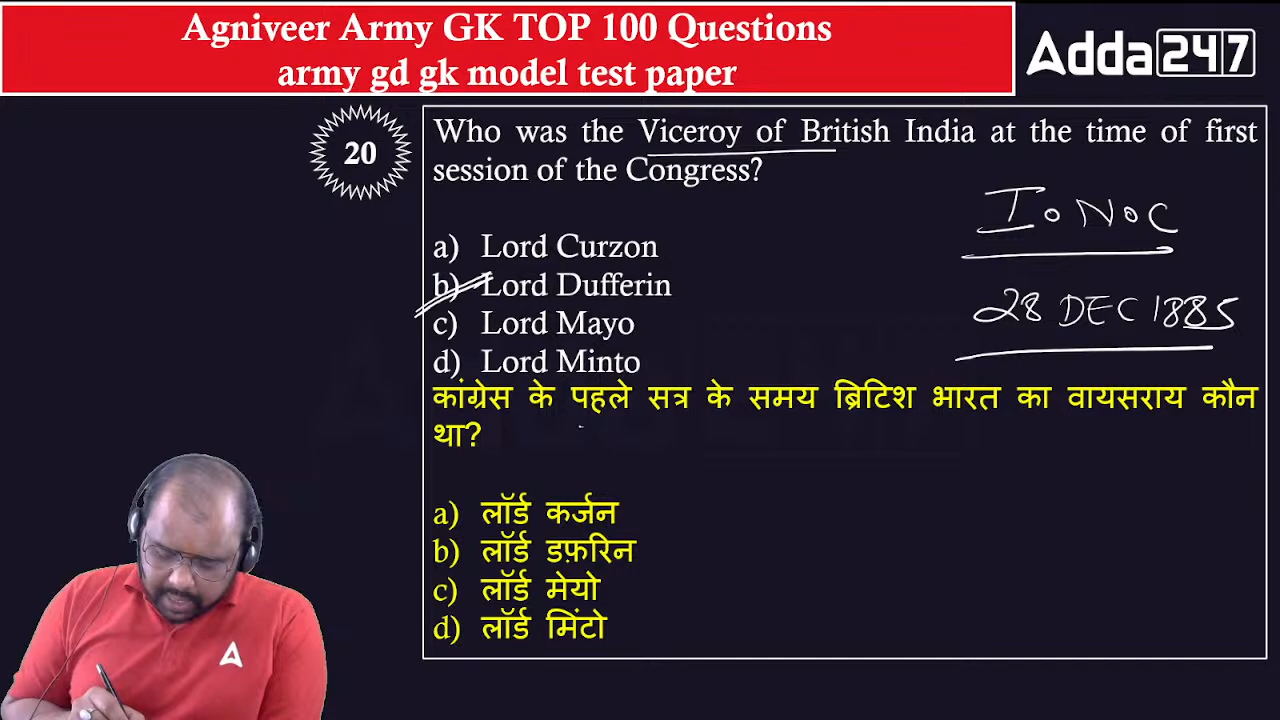 Agniveer Army GK TOP 100 Questions
army gd gk model test paper
Adda247
20
Who was the Viceroy of British India at the time of first
session of the Congress?
I.N.C
a) Lord Curzon
b) Lord Dufferin
28 DEC 1885
c) Lord Mayo
d) Lord Minto
कांग्रेस के पहले सत्र के समय ब्रिटिश भारत का वायसराय कौन
था?
a) लॉर्ड कर्जन
b) लॉर्ड डफ़रिन
c) लॉर्ड मेयो
d) लॉर्ड मिंटो